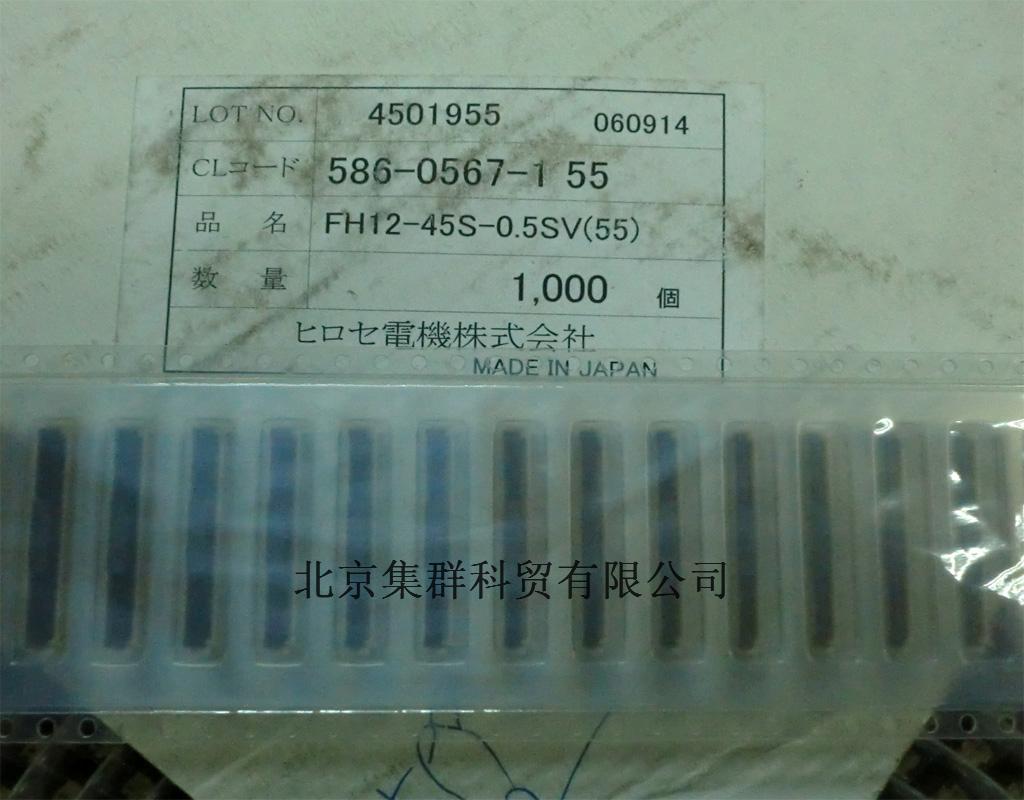 LOT NO. 4501955 060914
CLコード 586-0567-1 55
品 名 FH12-45S-0.5SV(55)
数 量 1,000 個
ヒロセ電機株式会社
MADE IN JAPAN
北京集群科贸有限公司